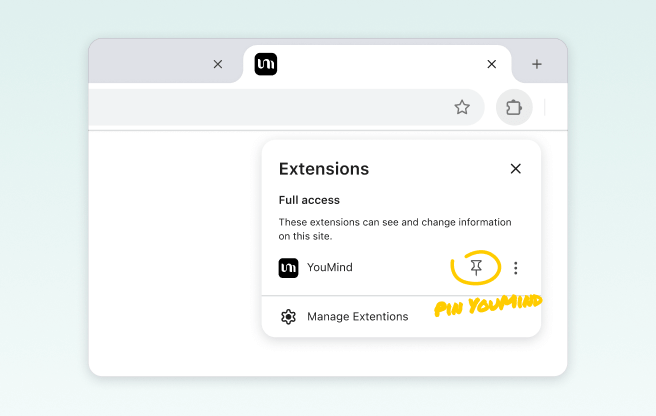 Extensions
Full access
These extensions can see and change information
on this site.
YouMind
PIN YOUMIND
Manage Extentions